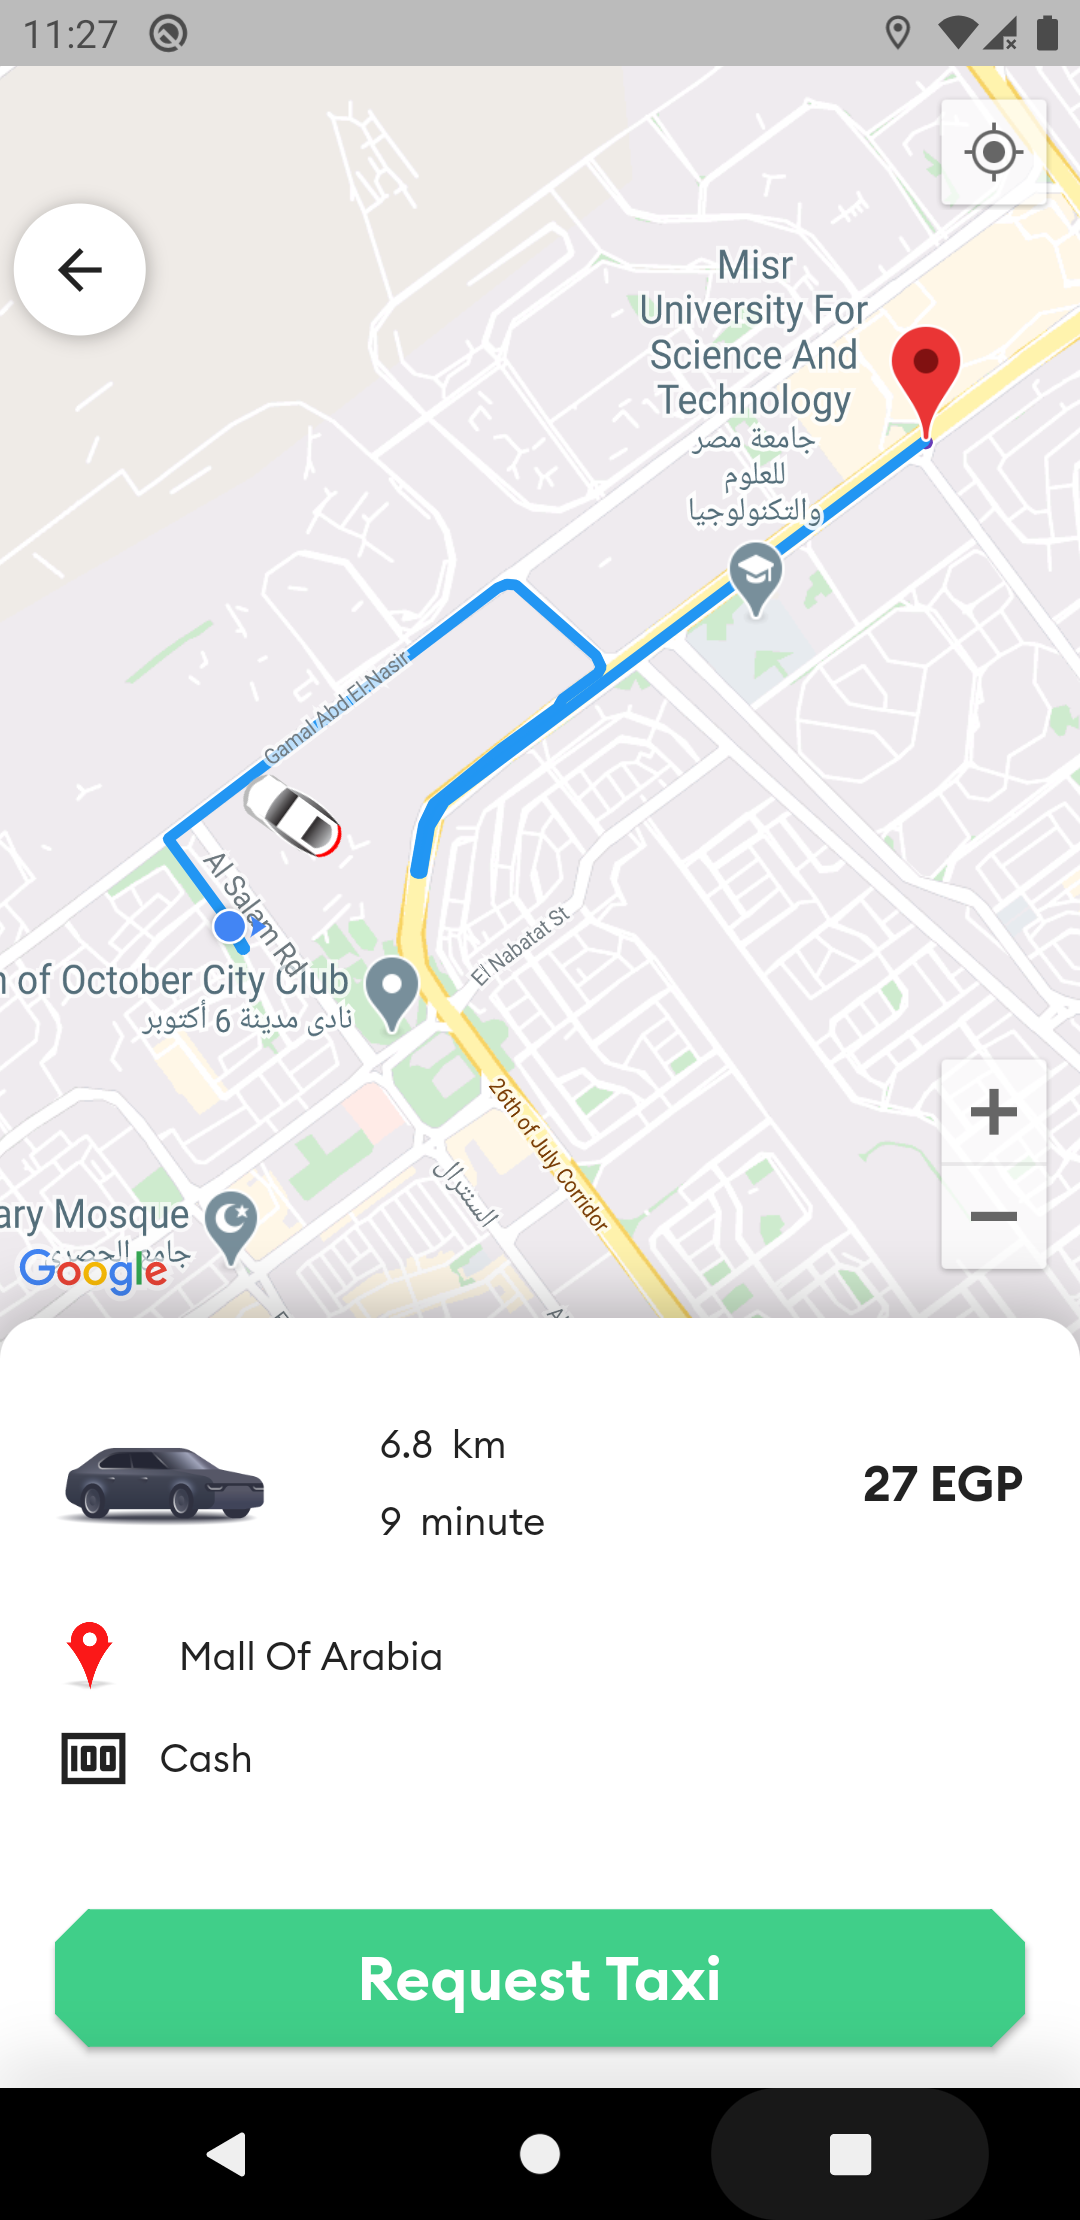 11:27
Misr
University For
Science And
Technology
جامعة مصر
للعلوم
والتكنولوجيا
Gamal Abd El-Nasir
Al Salam Rd
El Nabatat St
of October City Club
نادى مدينة 6 أكتوبر
26th of July Corridor
السنترال
Mosque
جامع الحصرى
Google
6.8 km
9 minute
27 EGP
Mall Of Arabia
100
Cash
Request Taxi